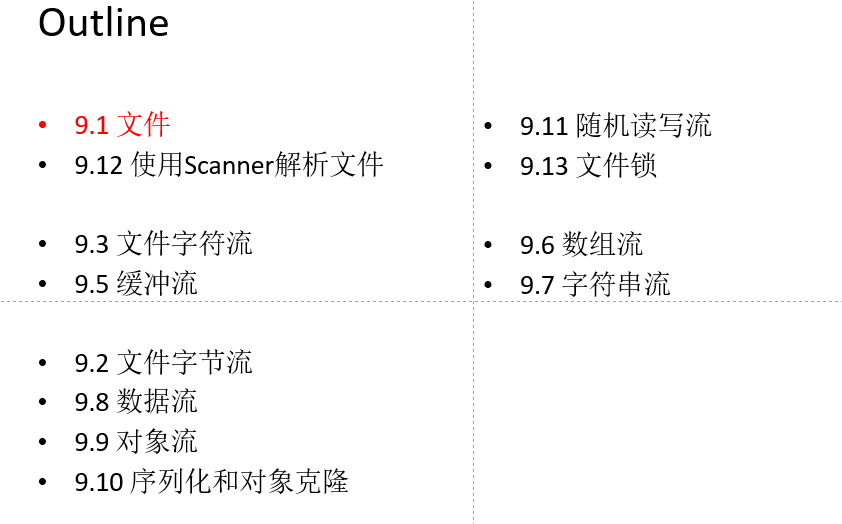 Outline
• 9.1 文件
• 9.12 使用Scanner解析文件
• 9.3 文件字符流
• 9.5 缓冲流
• 9.2 文件字节流
• 9.8 数据流
• 9.9 对象流
• 9.10 序列化和对象克隆
• 9.11 随机读写流
• 9.13 文件锁
• 9.6 数组流
• 9.7 字符串流